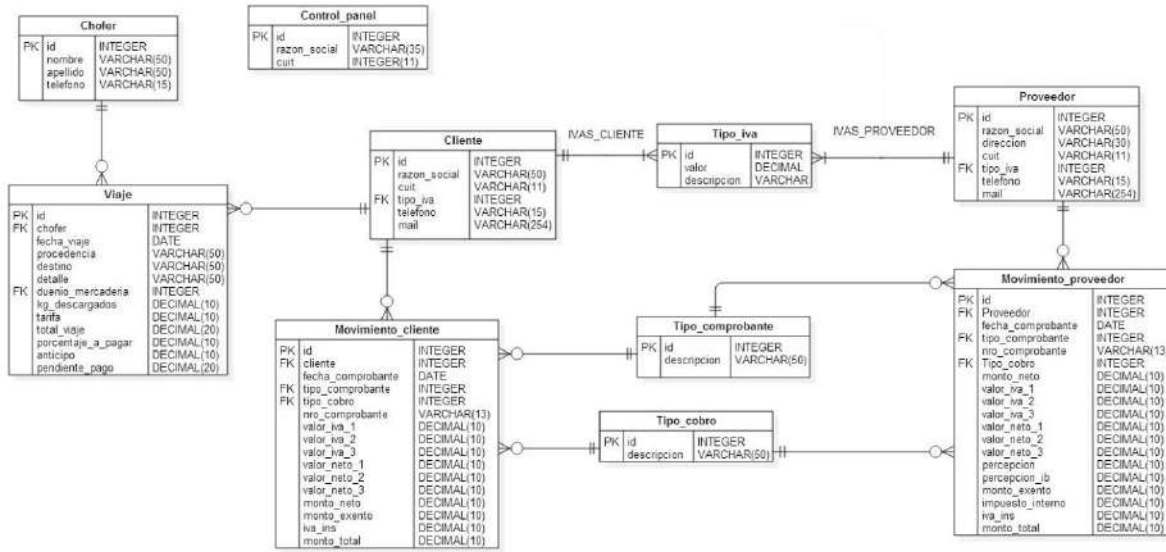 Chofer
PK id INTEGER
nombre VARCHAR(50)
apellido VARCHAR(50)
telefono VARCHAR(15)
Control_panel
PK id INTEGER
razon_social VARCHAR(35)
cuit INTEGER(11)
Viaje
PK id INTEGER
FK chofer INTEGER
fecha_viaje DATE
procedencia VARCHAR(50)
destino VARCHAR(50)
detalle VARCHAR(50)
FK duenio_mercaderia INTEGER
kg_descargados DECIMAL(10)
tarifa DECIMAL(10)
total_viaje DECIMAL(20)
porcentaje_a_pagar DECIMAL(10)
anticipo DECIMAL(10)
pendiente_pago DECIMAL(20)
Cliente
PK id INTEGER
razon_social VARCHAR(50)
cuit VARCHAR(11)
FK tipo_iva INTEGER
telefono VARCHAR(15)
mail VARCHAR(254)
IVAS_CLIENTE
Tipo_iva
PK id INTEGER
valor DECIMAL
descripcion VARCHAR
IVAS_PROVEEDOR
Proveedor
PK id INTEGER
razon_social VARCHAR(50)
direccion VARCHAR(30)
cuit VARCHAR(11)
FK tipo_iva INTEGER
telefono VARCHAR(15)
mail VARCHAR(254)
Movimiento_cliente
PK id INTEGER
FK cliente INTEGER
fecha_comprobante DATE
FK tipo_comprobante INTEGER
FK tipo_cobro INTEGER
nro_comprobante VARCHAR(13)
valor_iva_1 DECIMAL(10)
valor_iva_2 DECIMAL(10)
valor_iva_3 DECIMAL(10)
valor_neto_1 DECIMAL(10)
valor_neto_2 DECIMAL(10)
valor_neto_3 DECIMAL(10)
monto_neto DECIMAL(10)
monto_exento DECIMAL(10)
iva_ins DECIMAL(10)
monto_total DECIMAL(10)
Tipo_comprobante
PK id INTEGER
descripcion VARCHAR(50)
Tipo_cobro
PK id INTEGER
descripcion VARCHAR(50)
Movimiento_proveedor
PK id INTEGER
FK Proveedor INTEGER
fecha_comprobante DATE
FK tipo_comprobante INTEGER
nro_comprobante VARCHAR(13
FK Tipo_cobro INTEGER
monto_neto DECIMAL(10)
valor_iva_1 DECIMAL(10)
valor_iva_2 DECIMAL(10)
valor_iva_3 DECIMAL(10)
valor_neto_1 DECIMAL(10)
valor_neto_2 DECIMAL(10)
valor_neto_3 DECIMAL(10)
percepcion DECIMAL(10)
percepcion_ib DECIMAL(10)
monto_exento DECIMAL(10)
impuesto_interno DECIMAL(10)
iva_ins DECIMAL(10)
monto_total DECIMAL(10)